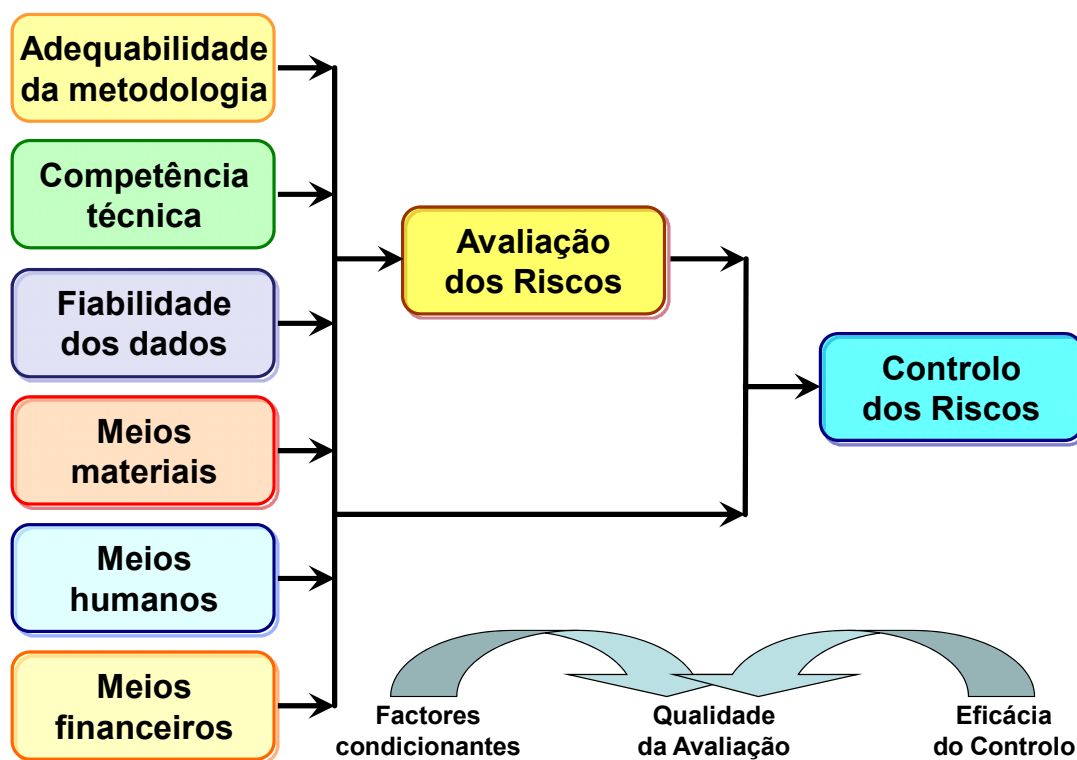 Adequabilidade
da metodologia
Competência
técnica
Fiabilidade
dos dados
Meios
materiais
Meios
humanos
Meios
financeiros
Avaliação
dos Riscos
Controlo
dos Riscos
Factores
condicionantes
Qualidade
da Avaliação
Eficácia
do Controlo